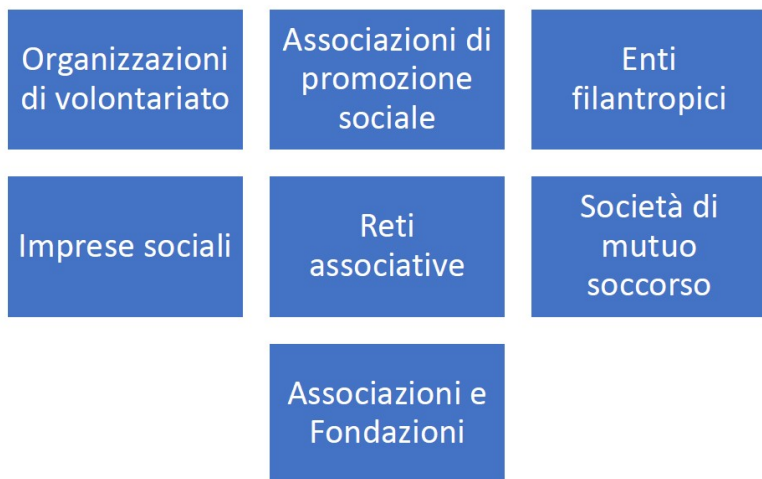 Organizzazioni
di volontariato
Associazioni di
promozione
sociale
Enti
filantropici
Imprese sociali
Reti
associative
Società di
mutuo
soccorso
Associazioni e
Fondazioni